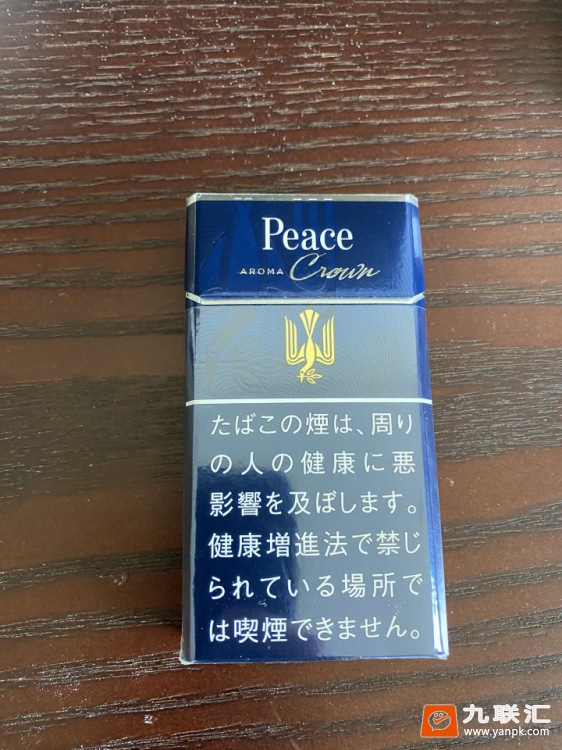 Peace
AROMA Crown
たばこの煙は、周り
の人の健康に悪
影響を及ぼします。
健康増進法で禁じ
られている場所で
は喫煙できません。
九联汇
www.yanpk.com